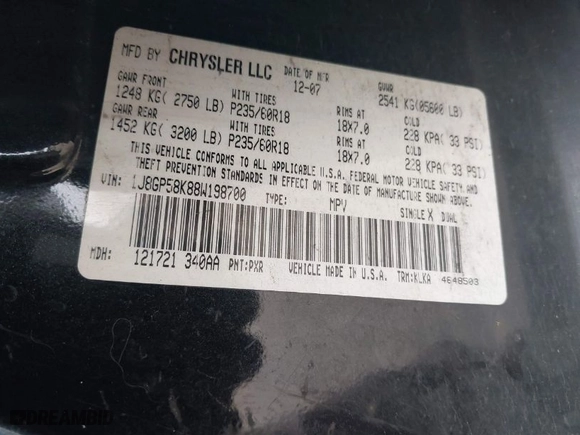 MFD BY CHRYSLER LLC DATE OF MFR 12-07 GVWR 2541 KG(05600 LB)
GAWR FRONT WITH TIRES RIMS AT COLD
1248 KG( 2750 LB) P235/60R18 18X7.0 228 KPA( 33 PSI)
GAWR REAR WITH TIRES RIMS AT COLD
1452 KG( 3200 LB) P235/60R18 18X7.0 228 KPA( 33 PSI)
THIS VEHICLE CONFORMS TO ALL APPLICABLE U.S.A. FEDERAL MOTOR VEHICLE SAFETY AND
THEFT PREVENTION STANDARDS IN EFFECT ON THE DATE OF MANUFACTURE SHOWN ABOVE.
VIN: 1J8GP58K88W198700 TYPE: MPV SINGLE X DUAL
MDH: 121721 340AA PNT:PXR VEHICLE MADE IN U.S.A. TRM:KLKA 4648503
DREAMBID